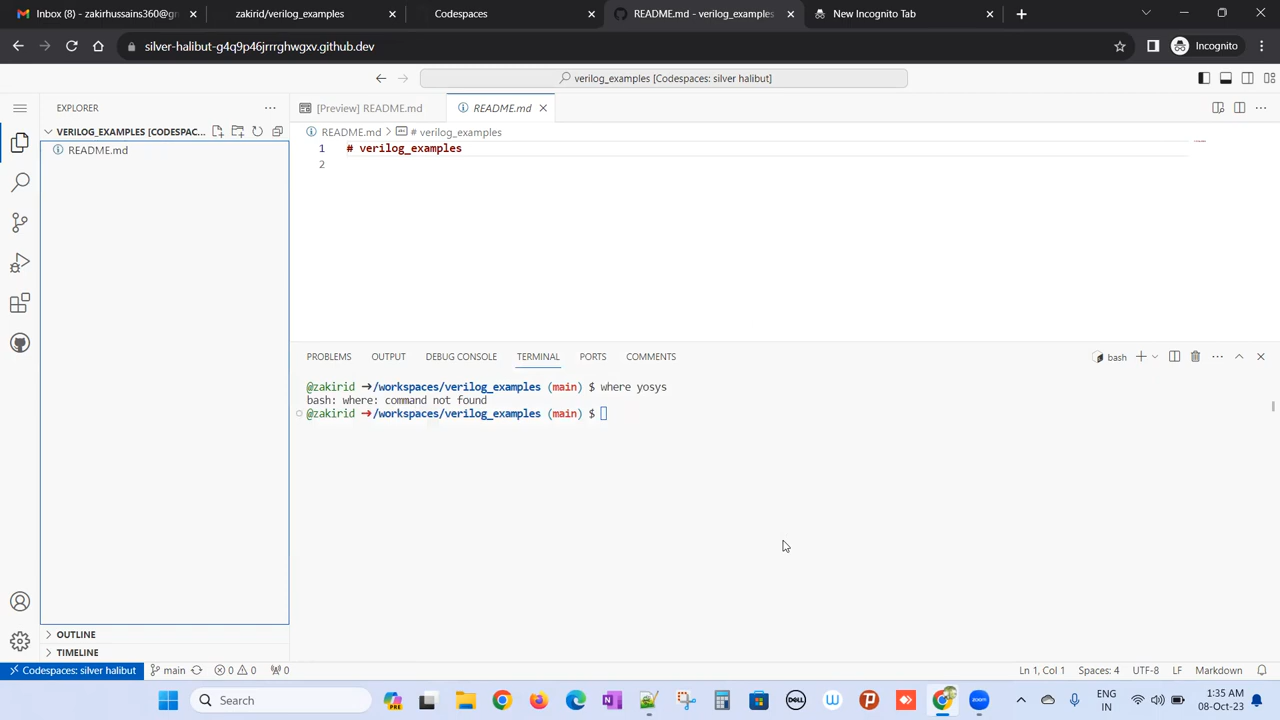 Inbox (8) - zakirhussains360@gm
zakirid/verilog_examples
Codespaces
README.md - verilog_examples
New Incognito Tab
silver-halibut-g4q9p46jrrrghwgxv.github.dev
Incognito
verilog_examples [Codespaces: silver halibut]
EXPLORER
[Preview] README.md
README.md
VERILOG_EXAMPLES [CODESPAC...
README.md > # verilog_examples
README.md
1 # verilog_examples
2
PROBLEMS OUTPUT DEBUG CONSOLE TERMINAL PORTS COMMENTS
bash
@zakirid ➜/workspaces/verilog_examples (main) $ where yosys
bash: where: command not found
@zakirid ➜/workspaces/verilog_examples (main) $
OUTLINE
TIMELINE
Codespaces: silver halibut
main
0 0
0
Ln 1, Col 1
Spaces: 4
UTF-8
LF
Markdown
Search
PRE
DELL
ENG
IN
1:35 AM
08-Oct-23